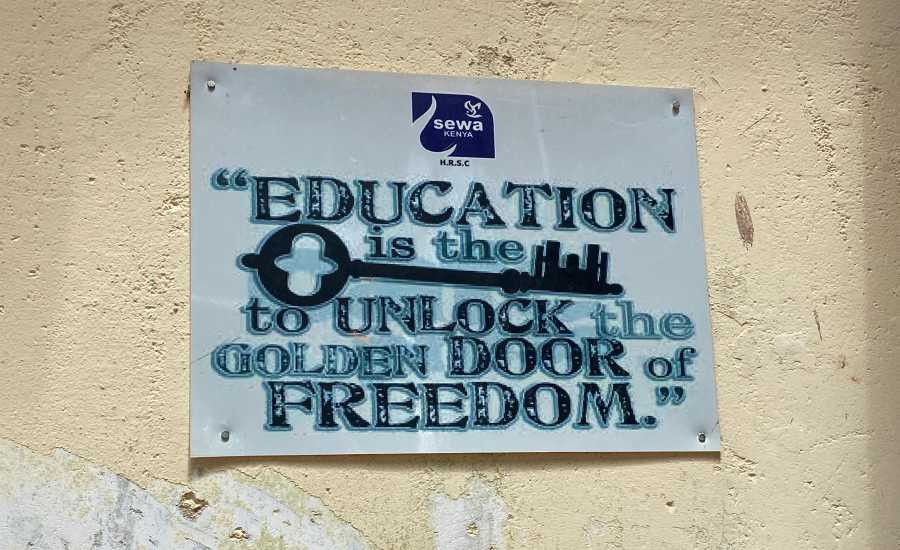 sewa
KENYA
H.R.S.C
“EDUCATION
is the
to UNLOCK the
GOLDEN DOOR of
FREEDOM.”